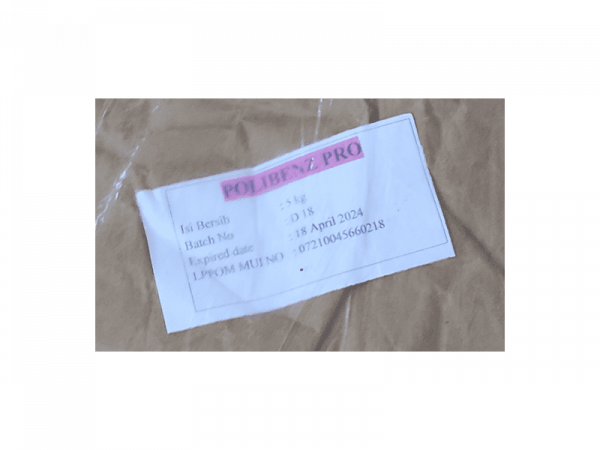 POLIBENZ PRO
Isi Bersih : 5 kg
Batch No : D 18
Expired date : 18 April 2024
LPPOM MUI NO : 07210045660218